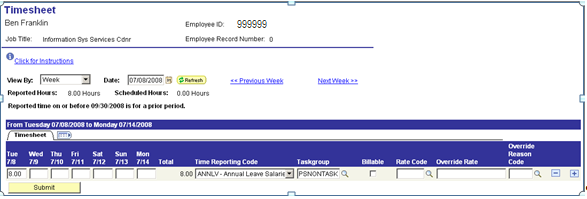 Timesheet
Ben Franklin
Employee ID: 999999
Job Title: Information Sys Services Cdnr Employee Record Number: 0
Click for Instructions
View By: Week Date: 07/08/2008 Refresh << Previous Week Next Week >>
Reported Hours: 8.00 Hours Scheduled Hours: 0.00 Hours
Reported time on or before 09/30/2008 is for a prior period.
From Tuesday 07/08/2008 to Monday 07/14/2008
Timesheet
Tue 7/8 Wed 7/9 Thu 7/10 Fri 7/11 Sat 7/12 Sun 7/13 Mon 7/14 Total Time Reporting Code Taskgroup Billable Rate Code Override Rate Override Reason Code
8.00 8.00 ANNLV - Annual Leave Salarie PSNONTASK
Submit